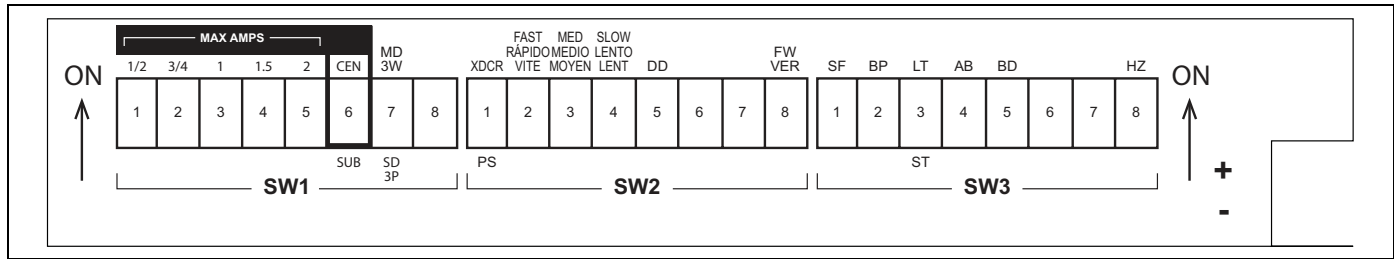 MAX AMPS
FAST MED SLOW
MD RÁPIDO MEDIO LENTO FW
1/2 3/4 1 1.5 2 CEN 3W XDCR VITE MOYEN LENT DD VER SF BP LT AB BD HZ
ON ON
1 2 3 4 5 6 7 8 1 2 3 4 5 6 7 8 1 2 3 4 5 6 7 8
SUB SD PS ST
3P
SW1 SW2 SW3
+
-